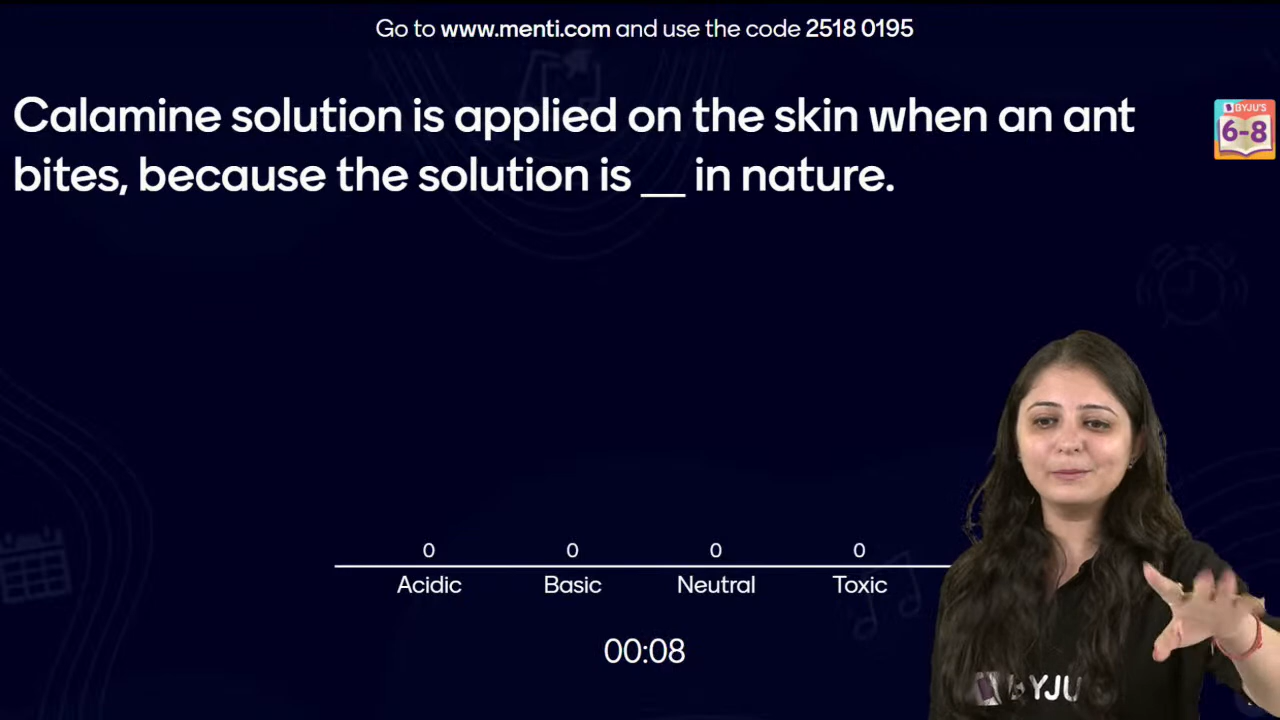 Go to www.menti.com and use the code 2518 0195
Calamine solution is applied on the skin when an ant
bites, because the solution is __ in nature.
BYJU'S
6-8
0 0 0 0
Acidic Basic Neutral Toxic
00:08
BYJU